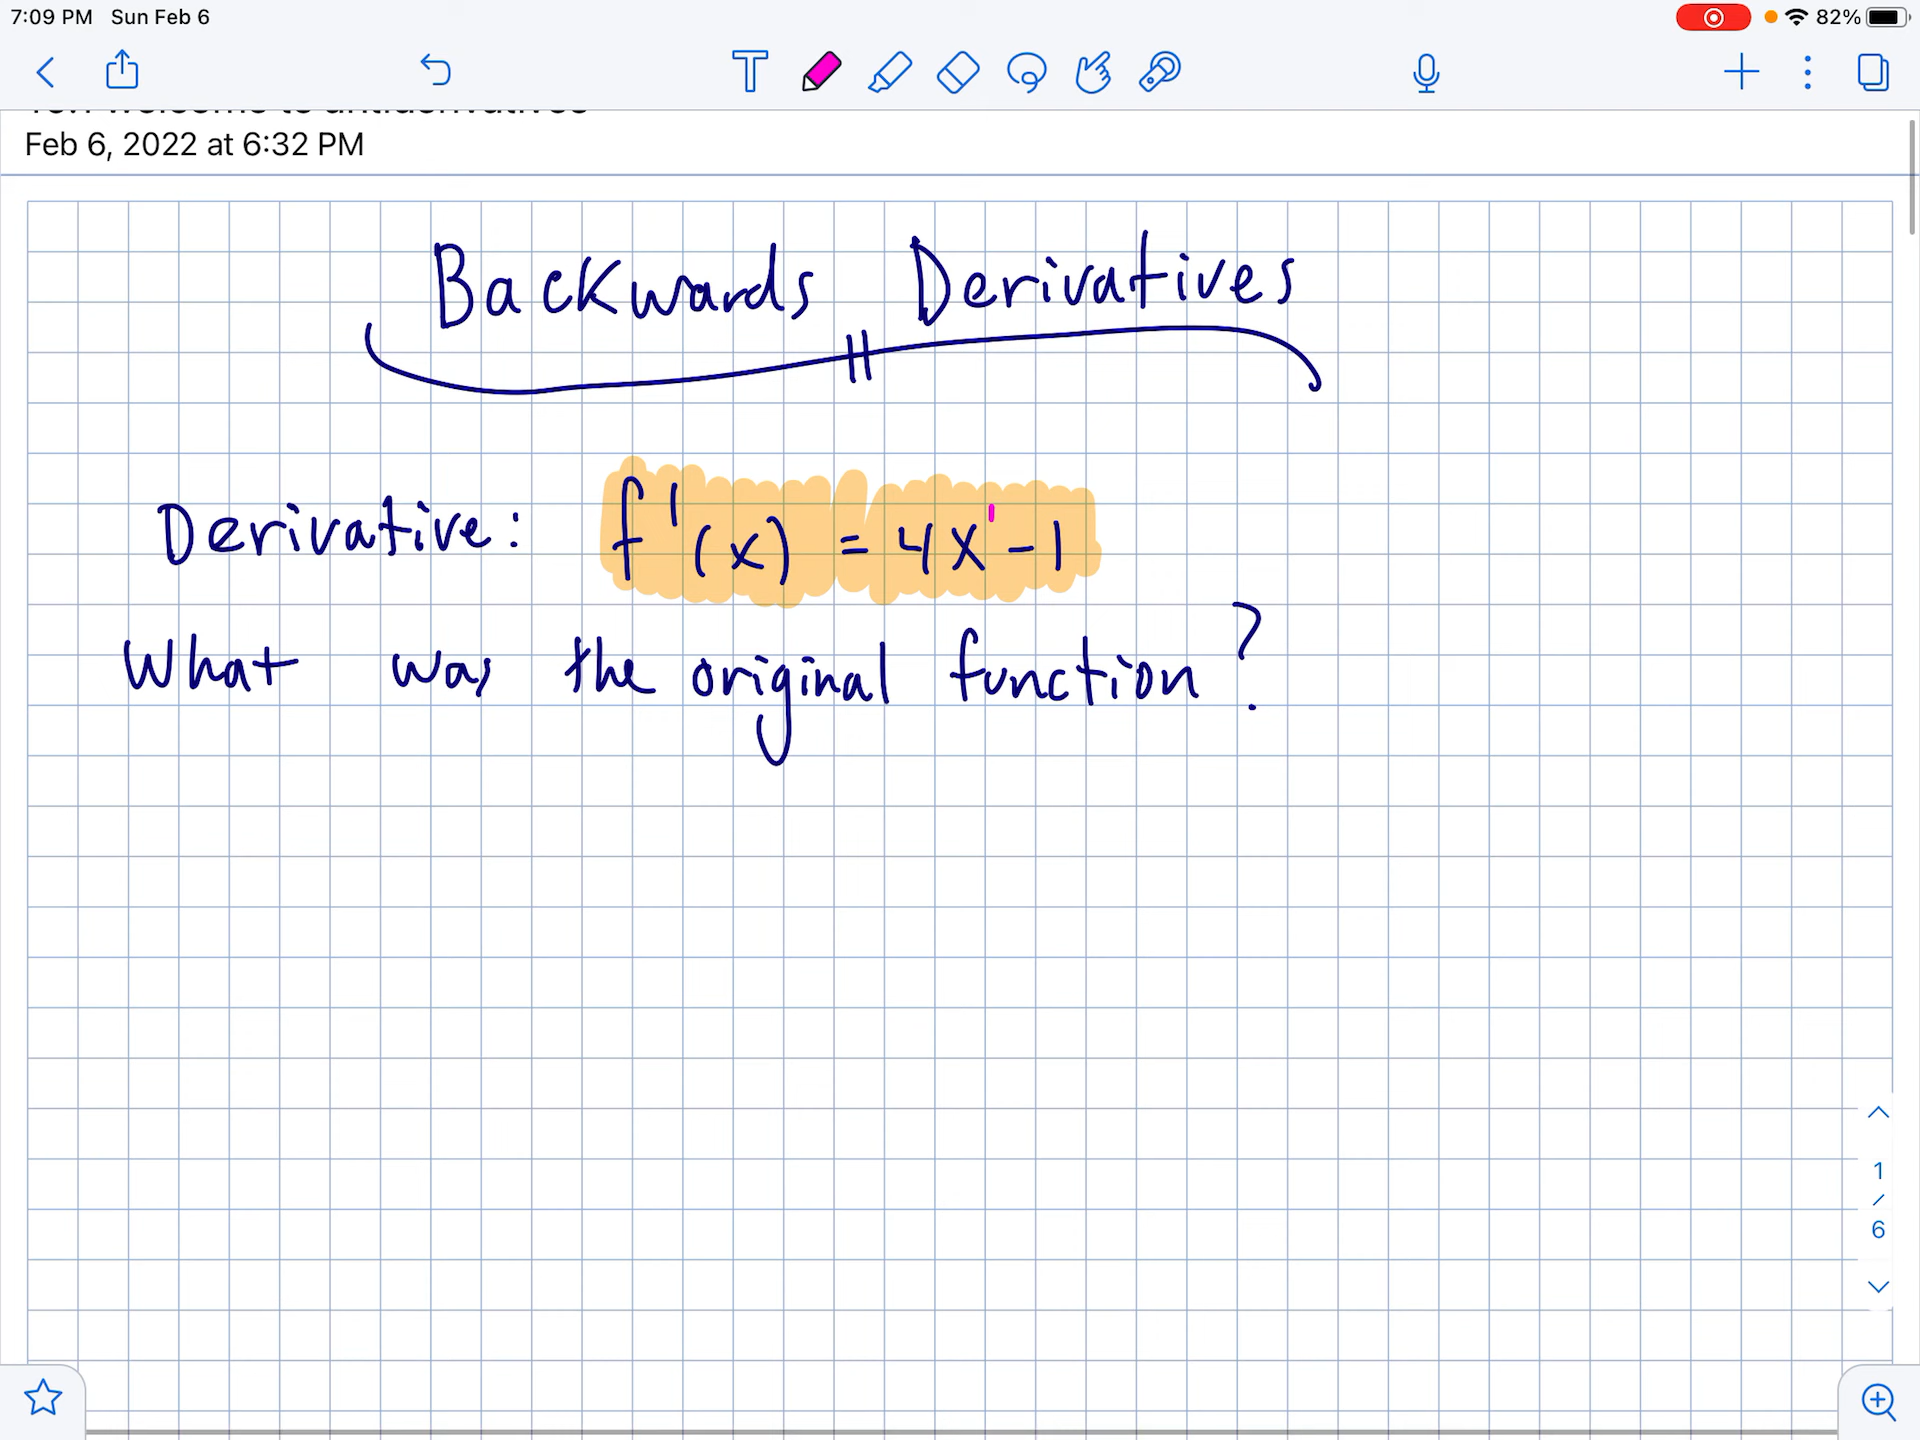 7:09 PM Sun Feb 6
82%
T
Feb 6, 2022 at 6:32 PM
Backwards Derivatives
Derivative: f'(x) = 4x¹-1
What was the original function?
1
/
6